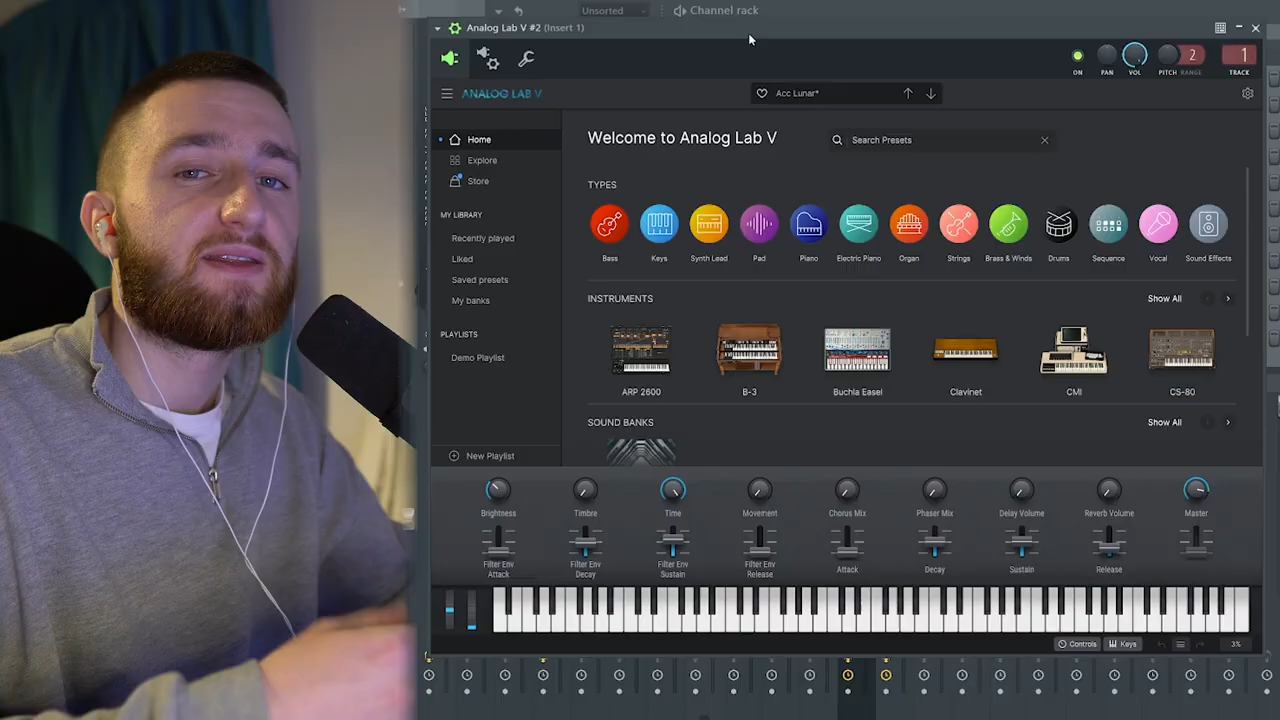 Unsorted
Channel rack
Analog Lab V #2 (Insert 1)
2
1
ON
PAN
VOL
PITCH
RANGE
TRACK
ANALOG LAB V
Acc Lunar*
Home
Explore
Store
MY LIBRARY
Recently played
Liked
Saved presets
My banks
PLAYLISTS
Demo Playlist
New Playlist
Welcome to Analog Lab V
Search Presets
TYPES
Bass
Keys
Synth Lead
Pad
Piano
Electric Piano
Organ
Strings
Brass & Winds
Drums
Sequence
Vocal
Sound Effects
INSTRUMENTS
Show All
ARP 2600
B-3
Buchla Easel
Clavinet
CMI
CS-80
SOUND BANKS
Show All
Brightness
Timbre
Time
Movement
Chorus Mix
Phaser Mix
Delay Volume
Reverb Volume
Master
Filter Env
Attack
Filter Env
Decay
Filter Env
Sustain
Filter Env
Release
Attack
Decay
Sustain
Release
Controls
Keys
3%